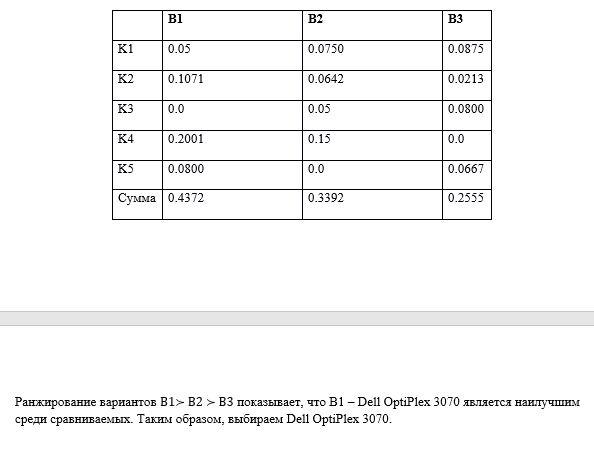 B1 B2 B3
K1 0.05 0.0750 0.0875
K2 0.1071 0.0642 0.0213
K3 0.0 0.05 0.0800
K4 0.2001 0.15 0.0
K5 0.0800 0.0 0.0667
Сумма 0.4372 0.3392 0.2555
Ранжирование вариантов B1> B2 > B3 показывает, что B1 – Dell OptiPlex 3070 является наилучшим
среди сравниваемых. Таким образом, выбираем Dell OptiPlex 3070.